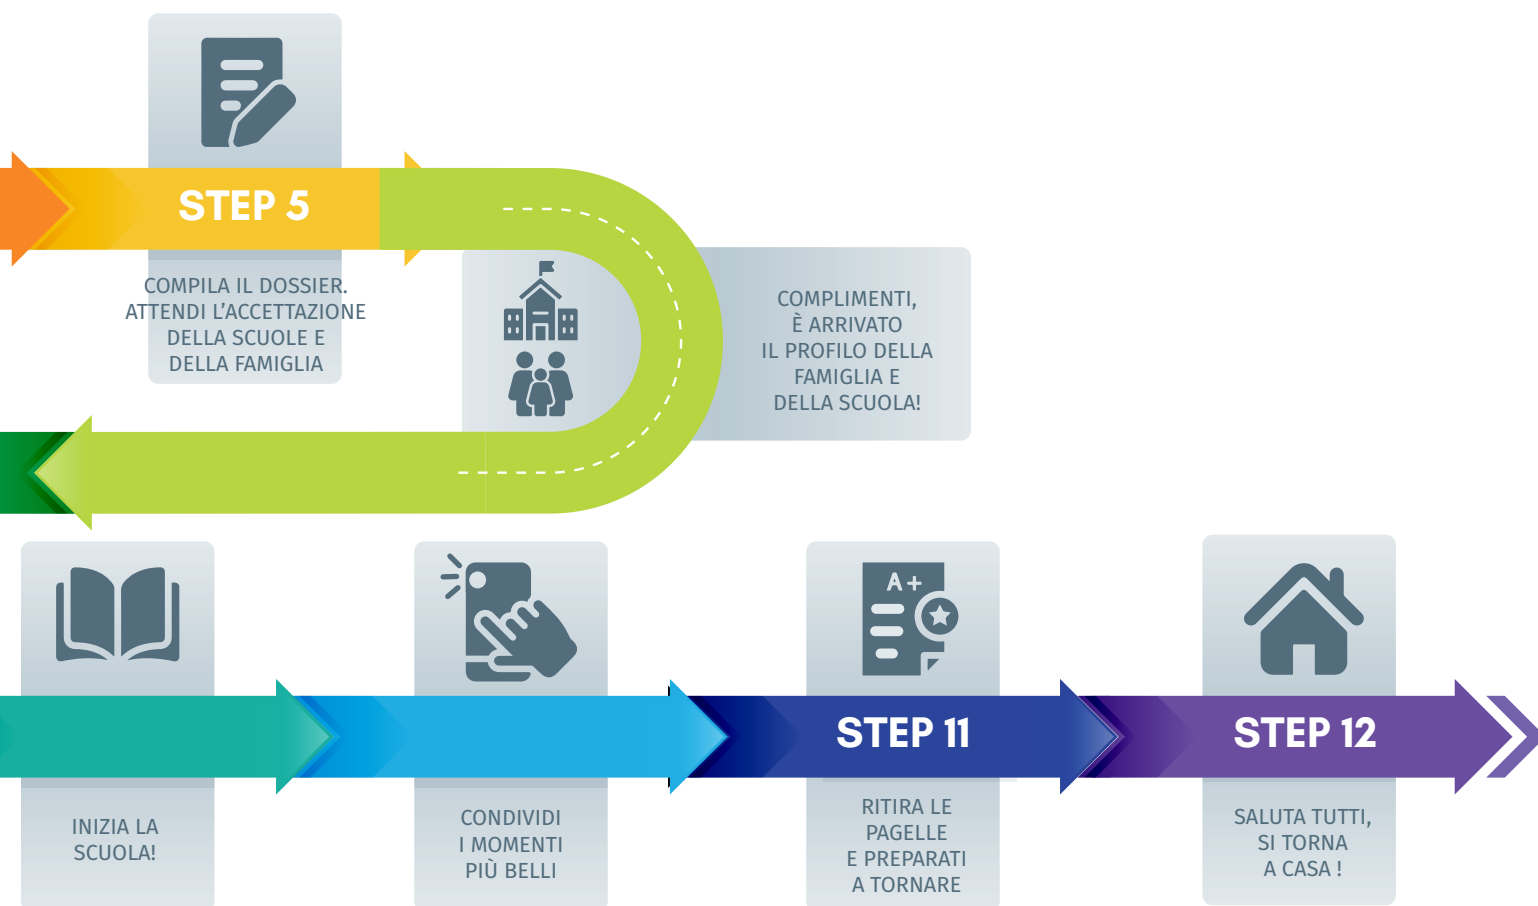 STEP 5
COMPILA IL DOSSIER.
ATTENDI L'ACCETTAZIONE
DELLA SCUOLE E
DELLA FAMIGLIA
COMPLIMENTI,
È ARRIVATO
IL PROFILO DELLA
FAMIGLIA E
DELLA SCUOLA!
INIZIA LA
SCUOLA!
CONDIVIDI
I MOMENTI
PIÙ BELLI
A+
STEP 11
RITIRA LE
PAGELLE
E PREPARATI
A TORNARE
STEP 12
SALUTA TUTTI,
SI TORNA
A CASA !